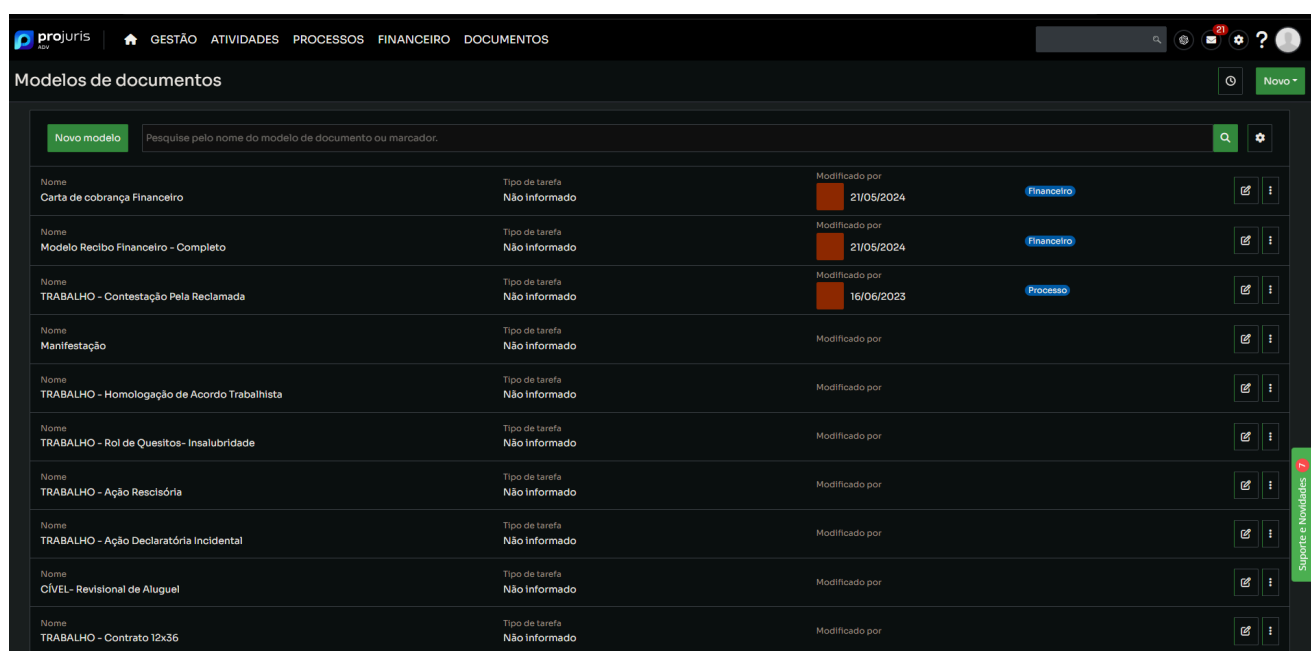 projuris
ADV
GESTÃO ATIVIDADES PROCESSOS FINANCEIRO DOCUMENTOS
21
?
Modelos de documentos
Novo
Novo modelo
Pesquise pelo nome do modelo de documento ou marcador.
Nome Tipo de tarefa Modificado por
Carta de cobrança Financeiro Não informado 21/05/2024 Financeiro
Nome Tipo de tarefa Modificado por
Modelo Recibo Financeiro - Completo Não informado 21/05/2024 Financeiro
Nome Tipo de tarefa Modificado por
TRABALHO - Contestação Pela Reclamada Não informado 16/06/2023 Processo
Nome Tipo de tarefa Modificado por
Manifestação Não informado
Nome Tipo de tarefa Modificado por
TRABALHO - Homologação de Acordo Trabalhista Não informado
Nome Tipo de tarefa Modificado por
TRABALHO - Rol de Quesitos- Insalubridade Não informado
Nome Tipo de tarefa Modificado por
TRABALHO - Ação Rescisória Não informado
Nome Tipo de tarefa Modificado por
TRABALHO - Ação Declaratória Incidental Não informado
Nome Tipo de tarefa Modificado por
CÍVEL- Revisional de Aluguel Não informado
Nome Tipo de tarefa Modificado por
TRABALHO - Contrato 12x36 Não informado
Suporte e Novidades 7